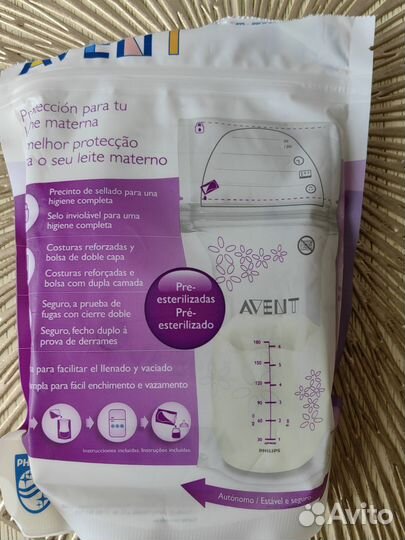 AVENT
Protección para tu
leche materna
melhor protecção
para o seu leite materno
Precinto de sellado para una
higiene completa
Selo inviolável para uma
higiene completa
Costuras reforzadas y
bolsa de doble capa
Costuras reforçadas e
bolsa com dupla camada
Seguro, a prueba de
fugas con cierre doble
Seguro, fecho duplo à
prova de derrames
para facilitar el llenado y vaciado
ampla para fácil enchimento e vazamento
Instrucciones incluidas. Instruções incluídas.
Pre-
esterilizadas
Pré-
esterilizado
AVENT
180 6
150 5
120 4
90 3
60 2
30 1
PHILIPS
Autónomo / Estável e seguro
PH
Avito